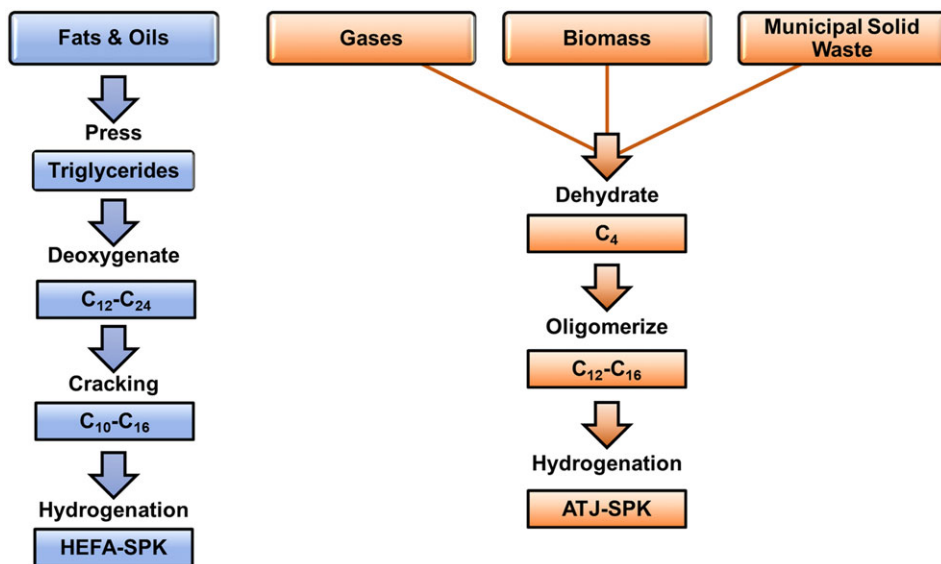 Fats & Oils
Press
Triglycerides
Deoxygenate
C₁₂-C₂₄
Cracking
C₁₀-C₁₆
Hydrogenation
HEFA-SPK
Gases
Biomass
Municipal Solid
Waste
Dehydrate
C₄
Oligomerize
C₁₂-C₁₆
Hydrogenation
ATJ-SPK